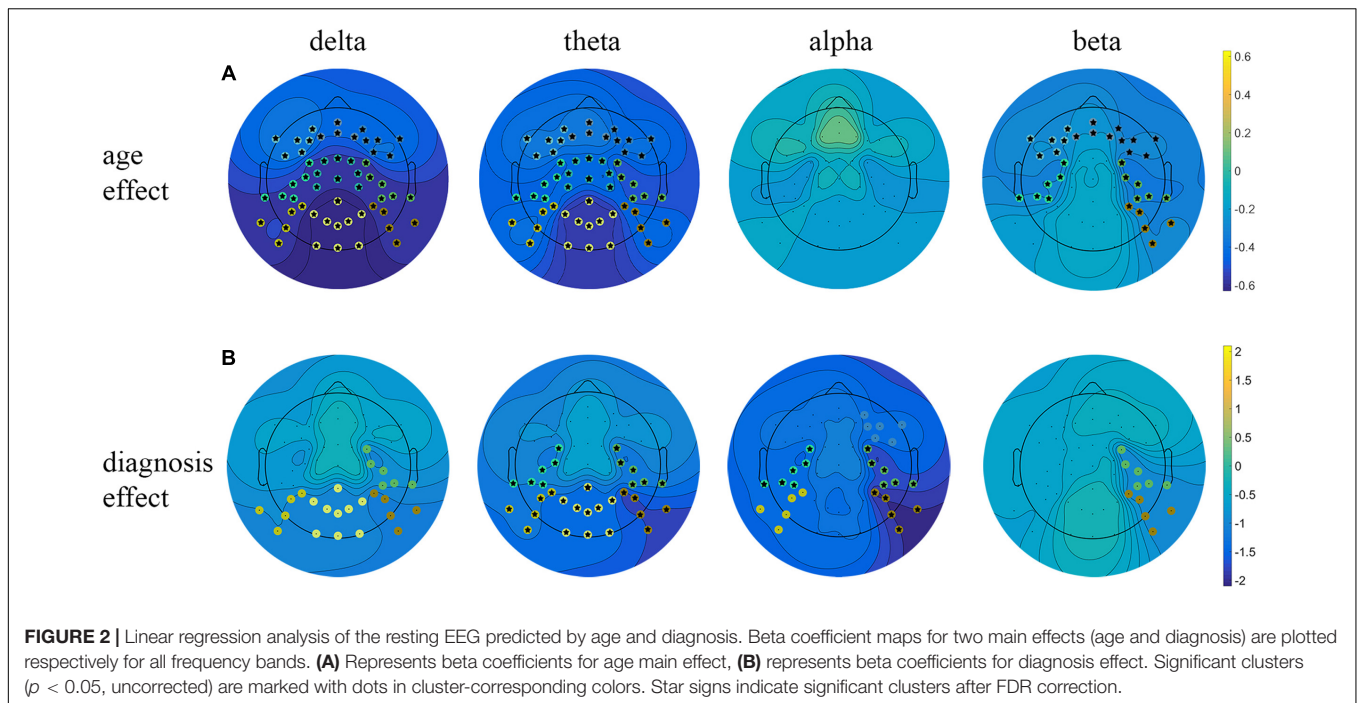 delta theta alpha beta
A
age
effect
0.6
0.4
0.2
0
-0.2
-0.4
-0.6
B
diagnosis
effect
2
1.5
1
0.5
0
-0.5
-1
-1.5
-2
FIGURE 2 | Linear regression analysis of the resting EEG predicted by age and diagnosis. Beta coefficient maps for two main effects (age and diagnosis) are plotted
respectively for all frequency bands. (A) Represents beta coefficients for age main effect, (B) represents beta coefficients for diagnosis effect. Significant clusters
(p < 0.05, uncorrected) are marked with dots in cluster-corresponding colors. Star signs indicate significant clusters after FDR correction.